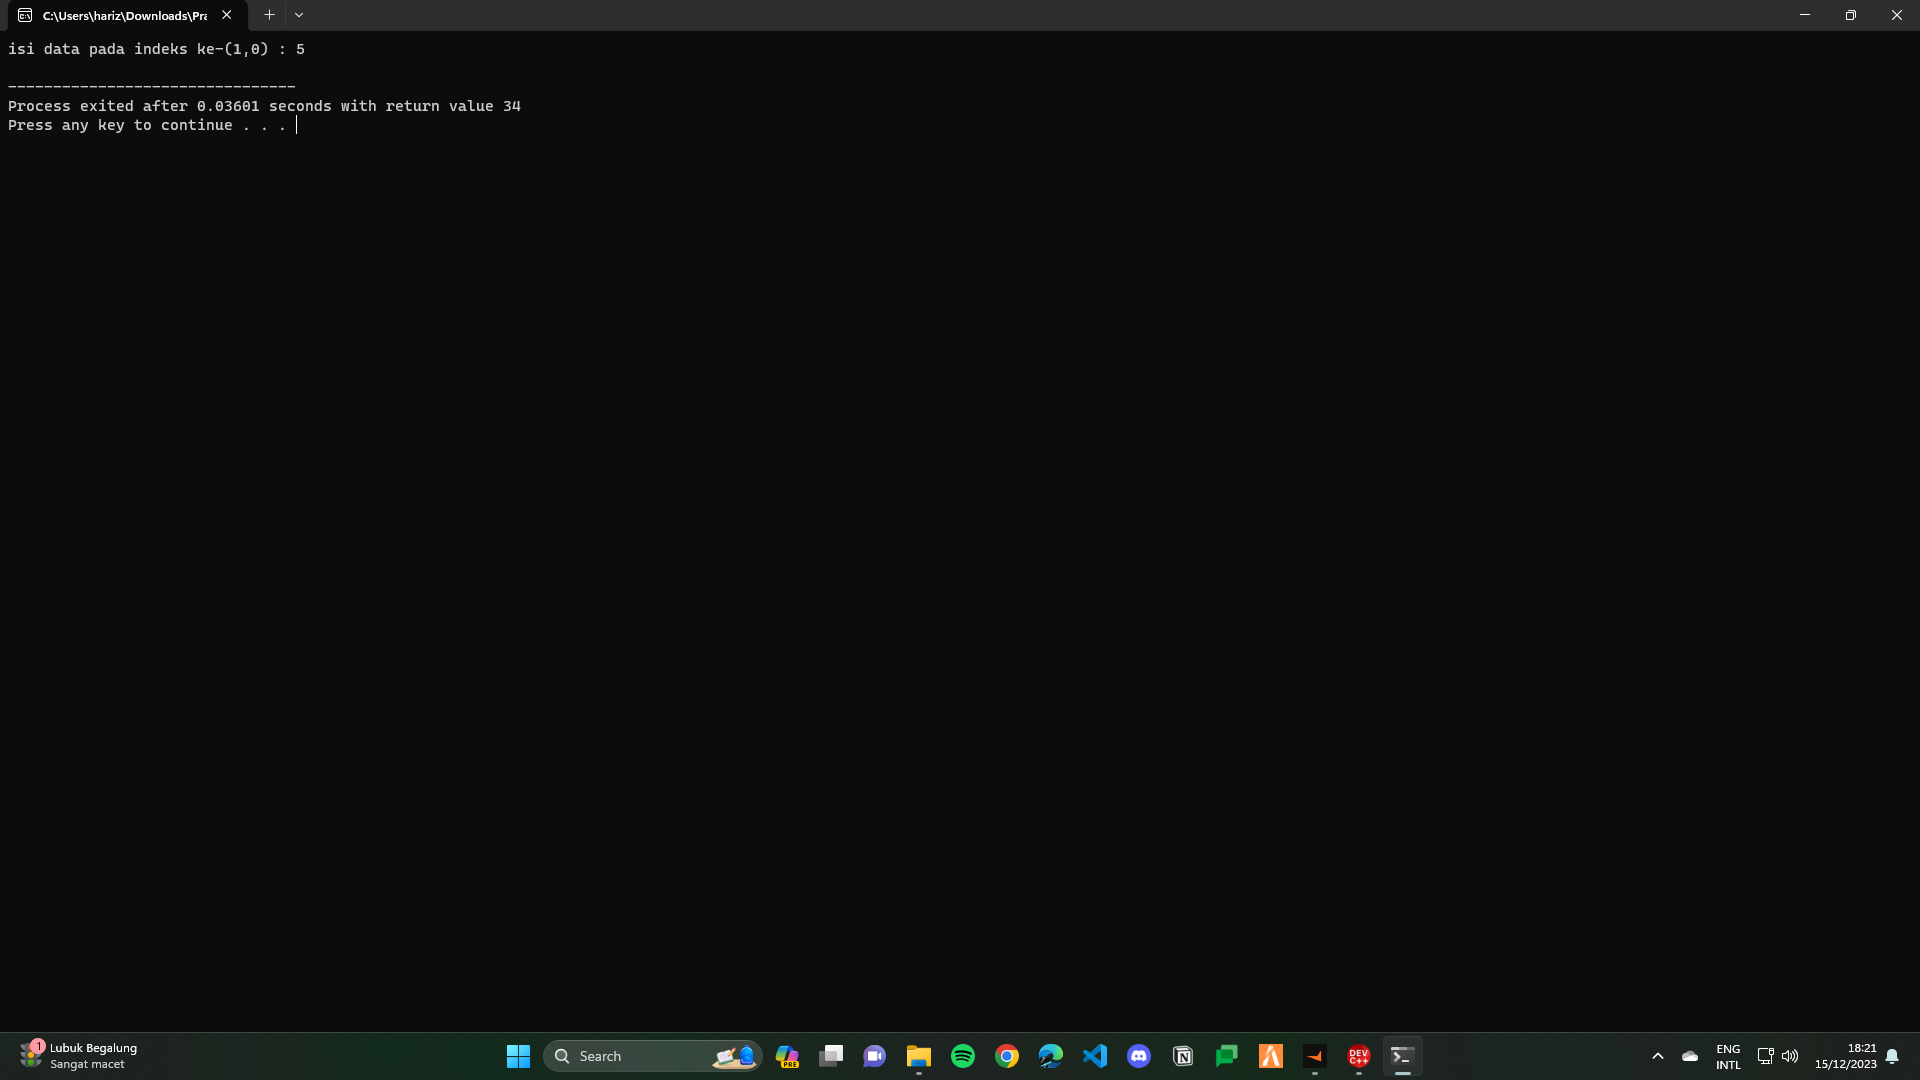 C:\Users\hariz\Downloads\Pra
isi data pada indeks ke-(1,0) : 5
--------------------------------
Process exited after 0.03601 seconds with return value 34
Press any key to continue . . .
1
Lubuk Begalung
Sangat macet
Search
PRE
DEV
C++
ENG
INTL
18:21
15/12/2023